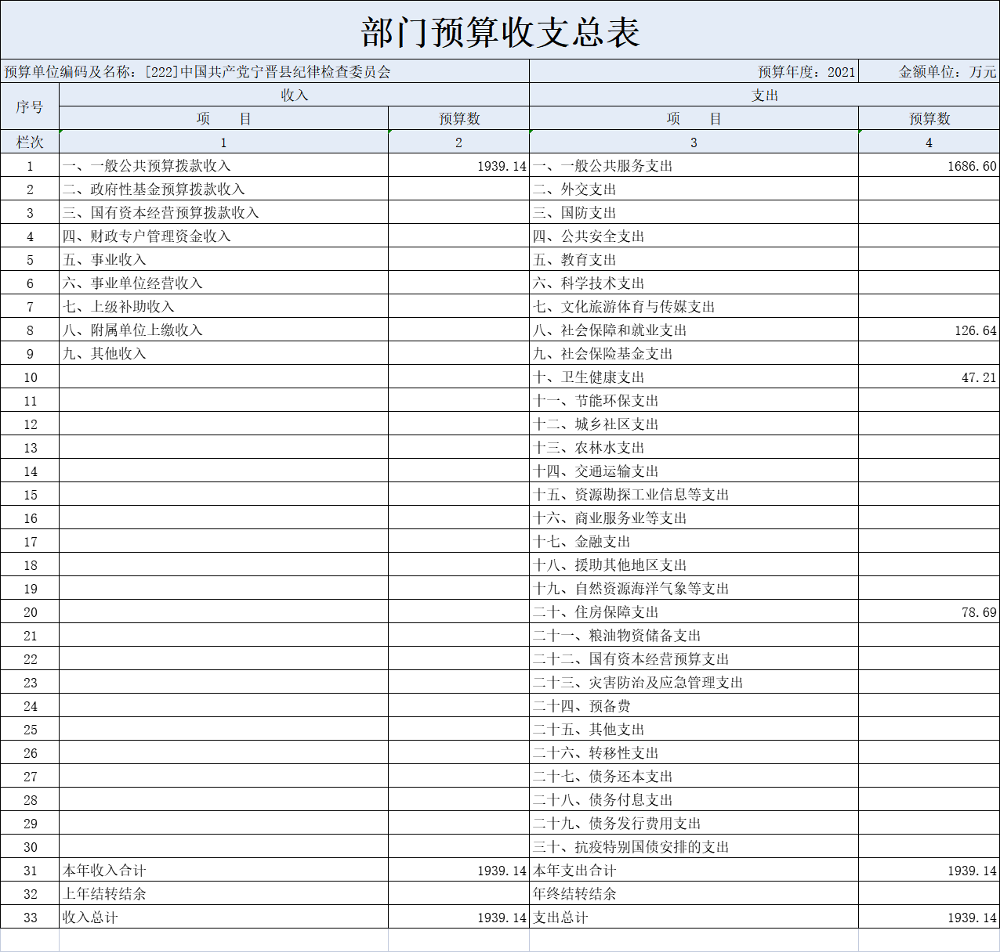 部门预算收支总表
预算单位编码及名称：[222]中国共产党宁晋县纪律检查委员会 预算年度：2021 金额单位：万元
序号 收入 支出
项 目 预算数 项 目 预算数
栏次 1 2 3 4
1 一、一般公共预算拨款收入 1939.14 一、一般公共服务支出 1686.60
2 二、政府性基金预算拨款收入 二、外交支出
3 三、国有资本经营预算拨款收入 三、国防支出
4 四、财政专户管理资金收入 四、公共安全支出
5 五、事业收入 五、教育支出
6 六、事业单位经营收入 六、科学技术支出
7 七、上级补助收入 七、文化旅游体育与传媒支出
8 八、附属单位上缴收入 八、社会保障和就业支出 126.64
9 九、其他收入 九、社会保险基金支出
10 十、卫生健康支出 47.21
11 十一、节能环保支出
12 十二、城乡社区支出
13 十三、农林水支出
14 十四、交通运输支出
15 十五、资源勘探工业信息等支出
16 十六、商业服务业等支出
17 十七、金融支出
18 十八、援助其他地区支出
19 十九、自然资源海洋气象等支出
20 二十、住房保障支出 78.69
21 二十一、粮油物资储备支出
22 二十二、国有资本经营预算支出
23 二十三、灾害防治及应急管理支出
24 二十四、预备费
25 二十五、其他支出
26 二十六、转移性支出
27 二十七、债务还本支出
28 二十八、债务付息支出
29 二十九、债务发行费用支出
30 三十、抗疫特别国债安排的支出
31 本年收入合计 1939.14 本年支出合计 1939.14
32 上年结转结余 年终结转结余
33 收入总计 1939.14 支出总计 1939.14